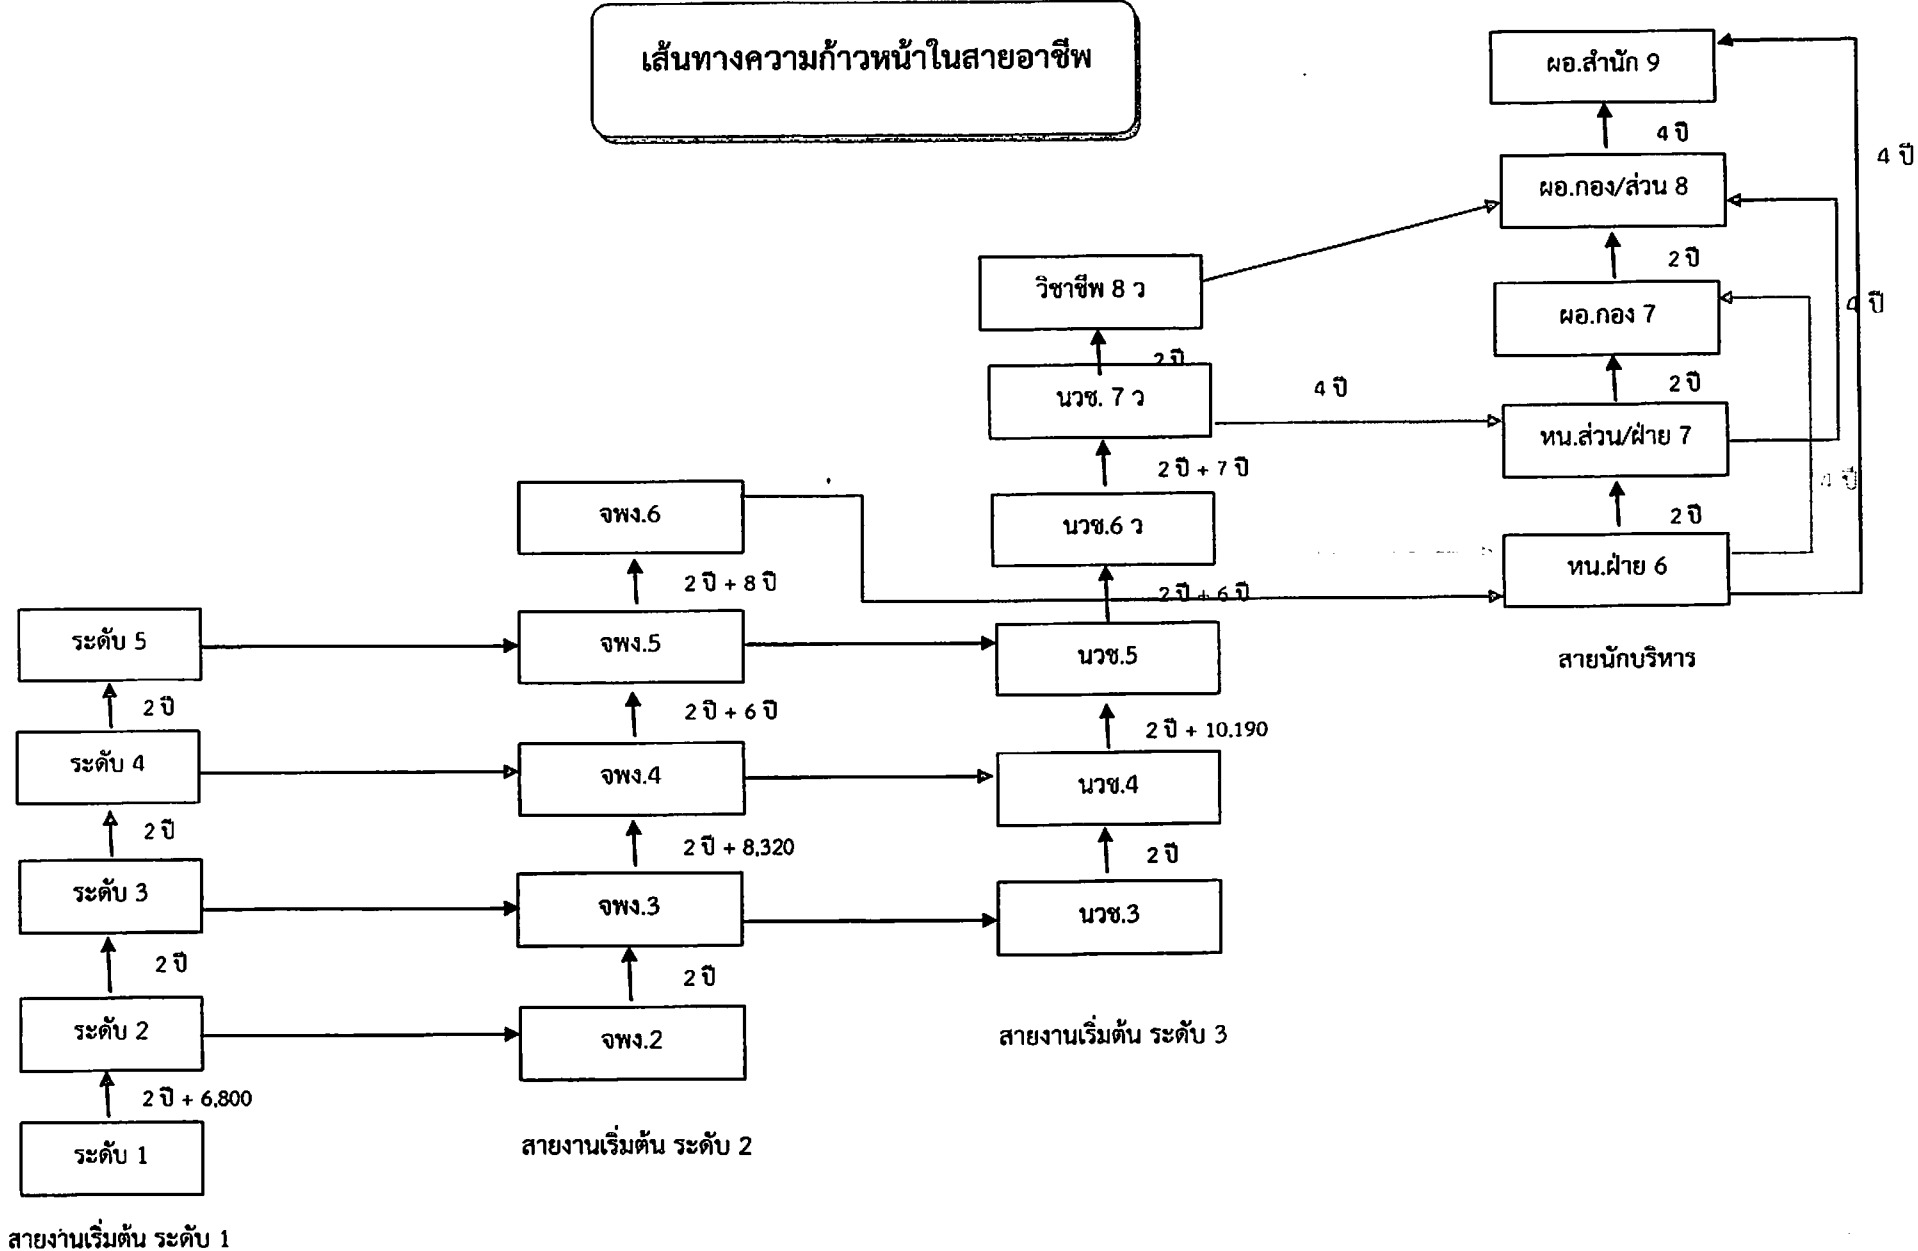 เส้นทางความก้าวหน้าในสายอาชีพ
ผอ.สำนัก 9
4 ปี
4 ปี
ผอ.กอง/ส่วน 8
2 ปี
วิชาชีพ 8 ว
ผอ.กอง 7
4 ปี
2 ปี
2 ปี
นวช. 7 ว
4 ปี
หน.ส่วน/ฝ่าย 7
2 ปี + 7 ปี
4 ปี
จพง.6
นวช.6 ว
2 ปี
หน.ฝ่าย 6
2 ปี + 8 ปี
2 ปี + 6 ปี
ระดับ 5
จพง.5
นวช.5
สายนักบริหาร
2 ปี
2 ปี + 6 ปี
2 ปี + 10,190
ระดับ 4
จพง.4
นวช.4
2 ปี
2 ปี + 8,320
2 ปี
ระดับ 3
จพง.3
นวช.3
2 ปี
2 ปี
ระดับ 2
จพง.2
สายงานเริ่มต้น ระดับ 3
2 ปี + 6,800
ระดับ 1
สายงานเริ่มต้น ระดับ 2
สายงานเริ่มต้น ระดับ 1